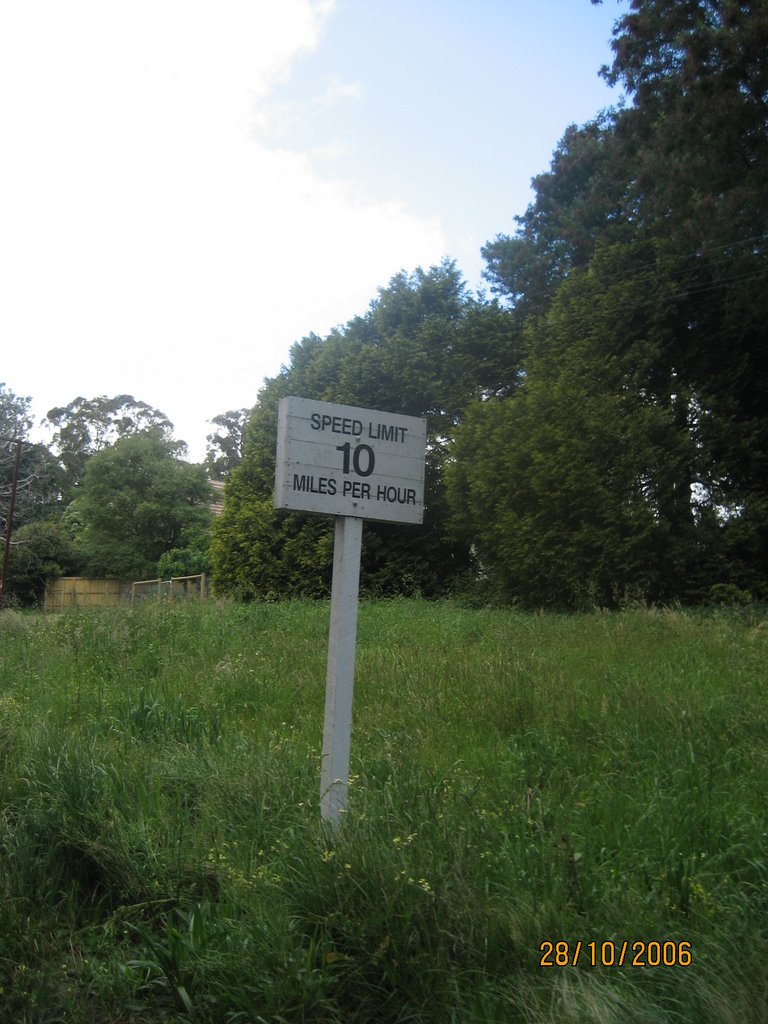 SPEED LIMIT
10
MILES PER HOUR
28/10/2006